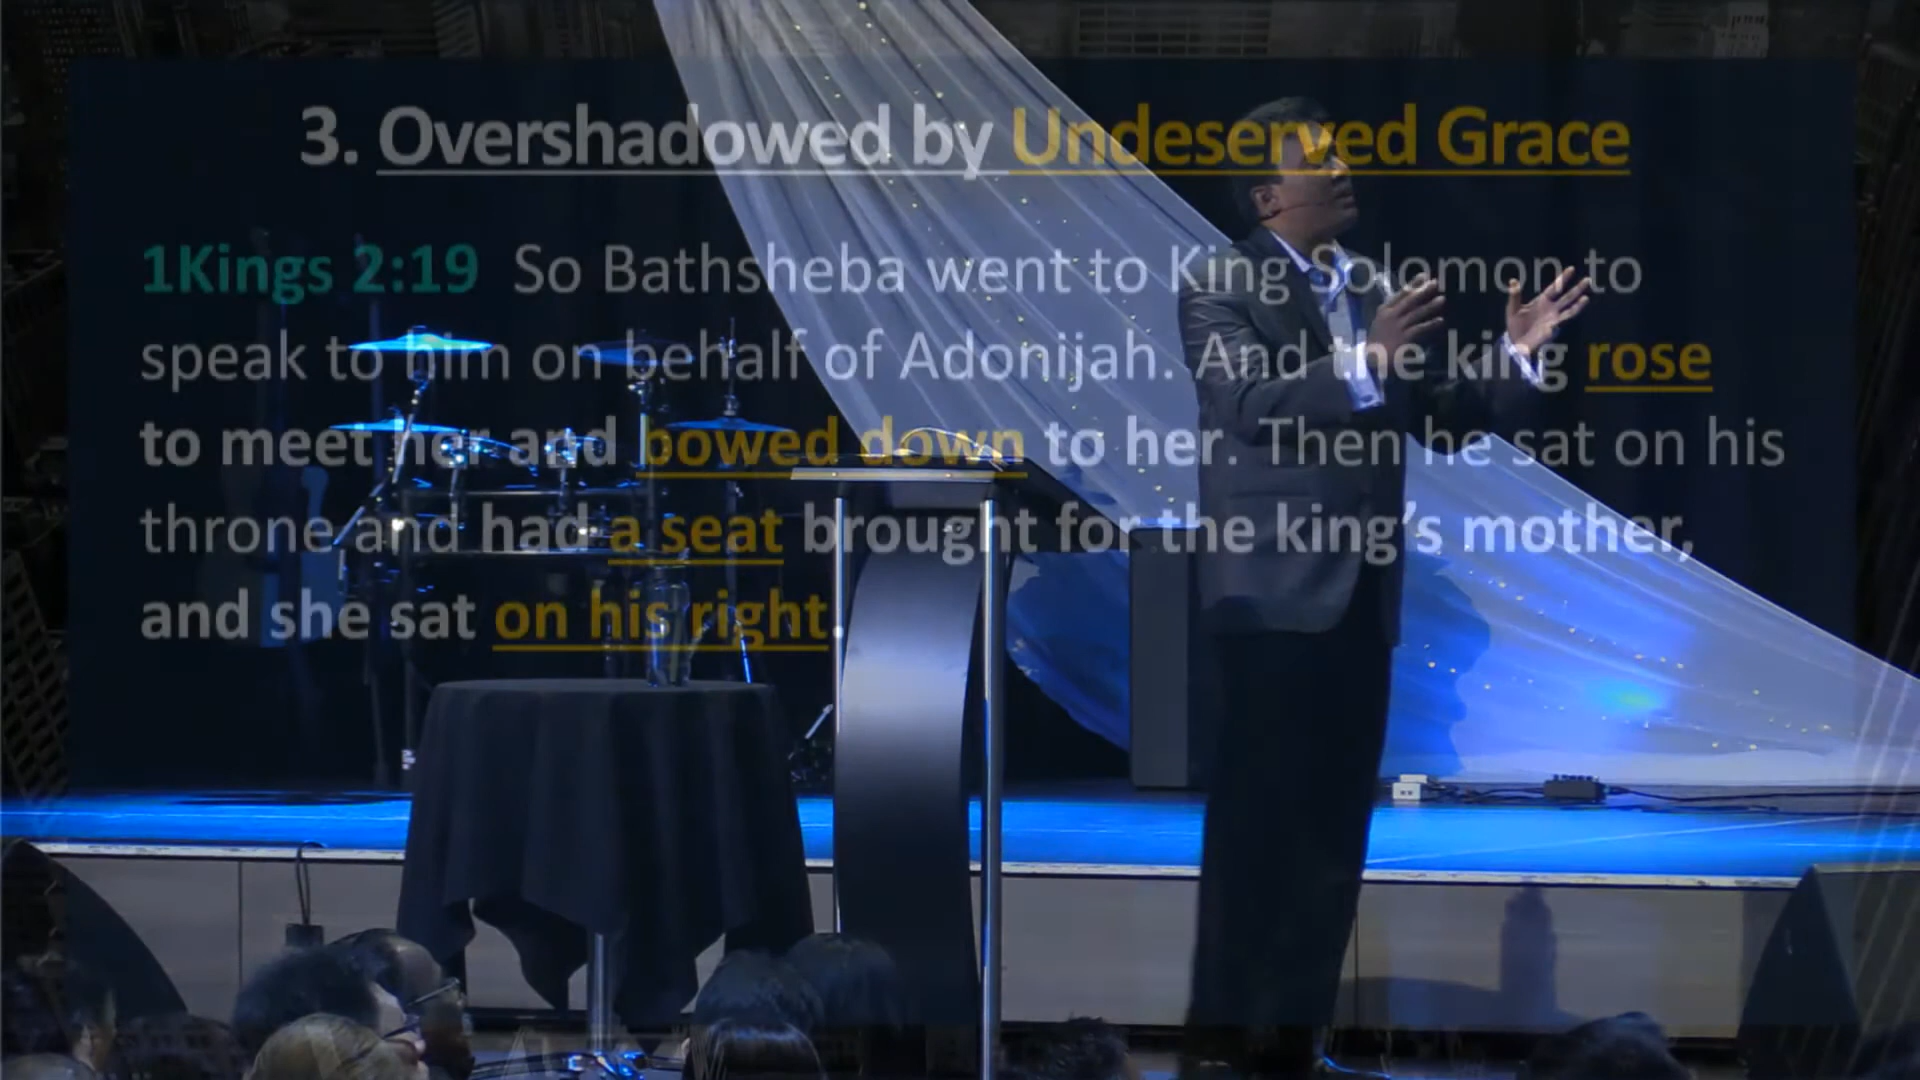 3. Overshadowed by Undeserved Grace
1Kings 2:19 So Bathsheba went to King Solomon to
speak to him on behalf of Adonijah. And the king rose
to meet her and bowed down to her. Then he sat on his
throne and had a seat brought for the king’s mother,
and she sat on his right.